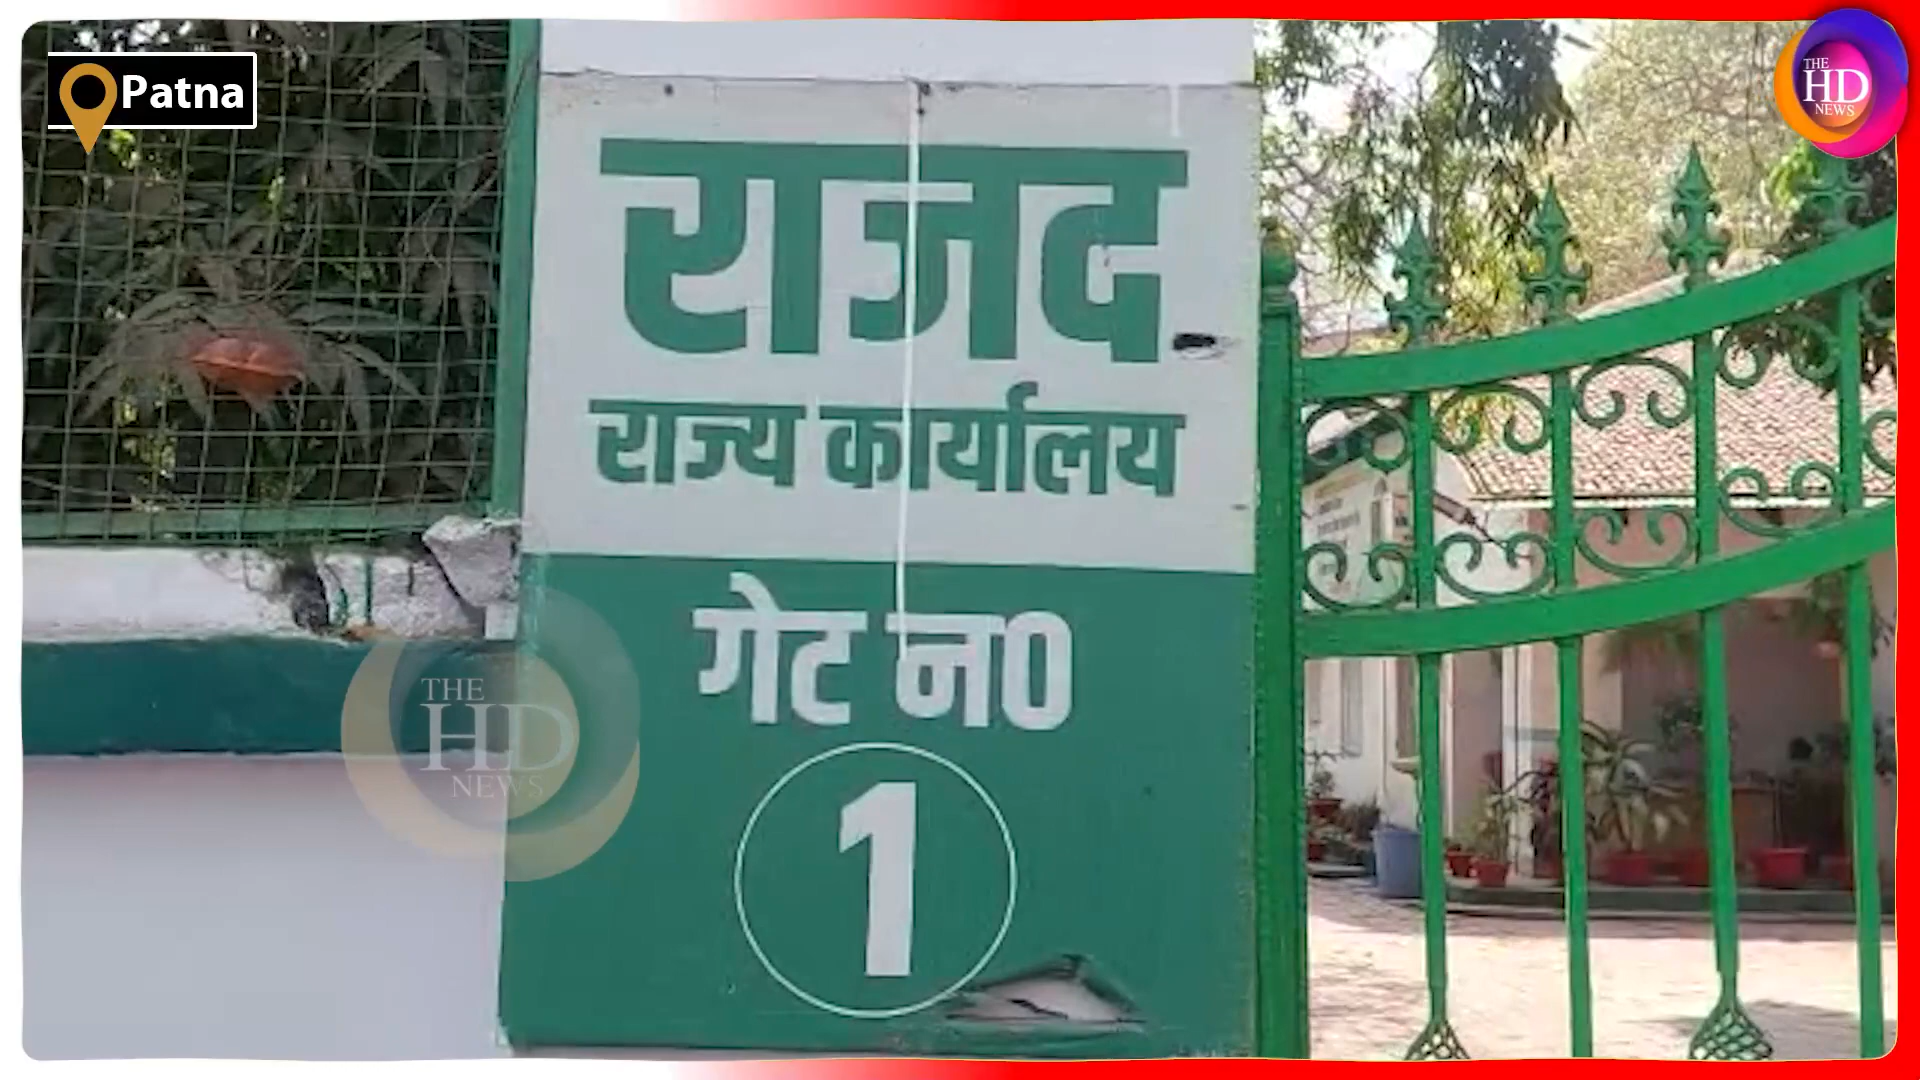 Patna
THE
HD
NEWS
राजद
राज्य कार्यालय
गेट न0
1
THE
HD
NEWS